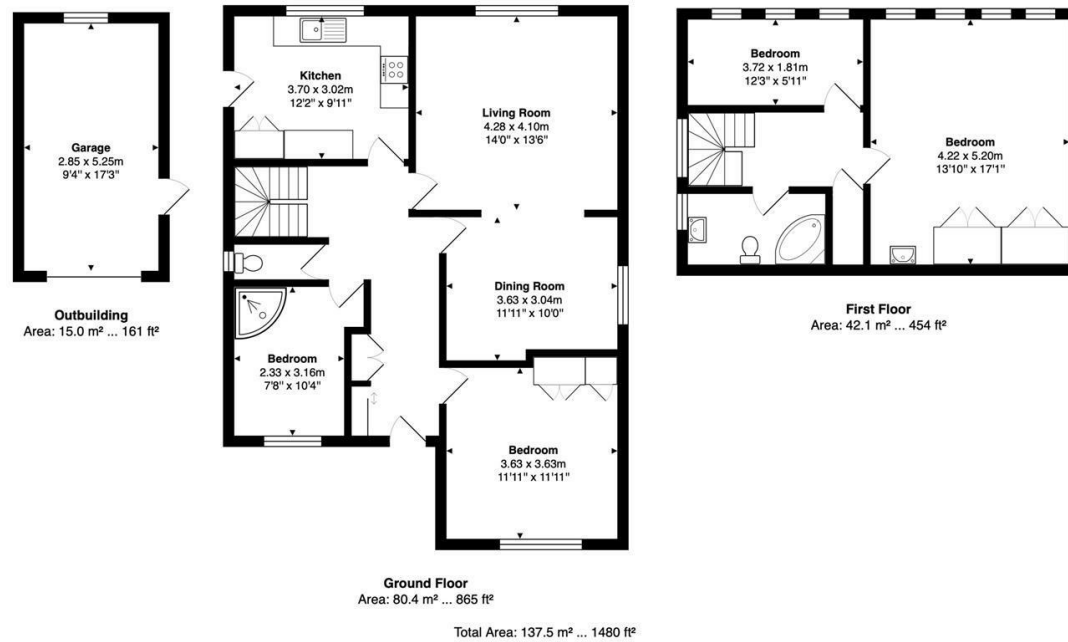 Garage
2.85 x 5.25m
9'4" x 17'3"
Outbuilding
Area: 15.0 m² ... 161 ft²
Kitchen
3.70 x 3.02m
12'2" x 9'11"
Living Room
4.28 x 4.10m
14'0" x 13'6"
Dining Room
3.63 x 3.04m
11'11" x 10'0"
Bedroom
2.33 x 3.16m
7'8" x 10'4"
Bedroom
3.63 x 3.63m
11'11" x 11'11"
Ground Floor
Area: 80.4 m² ... 865 ft²
Bedroom
3.72 x 1.81m
12'3" x 5'11"
Bedroom
4.22 x 5.20m
13'10" x 17'1"
First Floor
Area: 42.1 m² ... 454 ft²
Total Area: 137.5 m² ... 1480 ft²